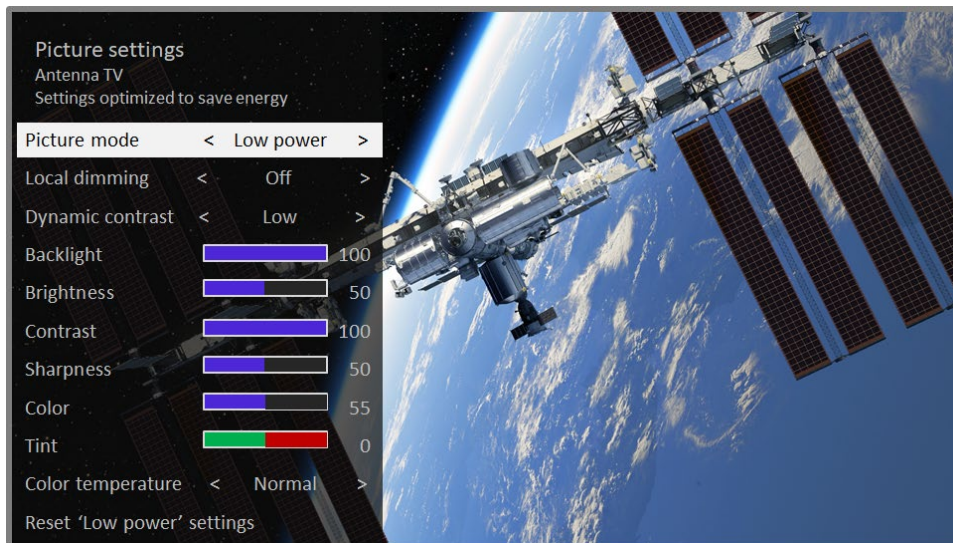 Picture settings
Antenna TV
Settings optimized to save energy
Picture mode < Low power >
Local dimming < Off >
Dynamic contrast < Low >
Backlight 100
Brightness 50
Contrast 100
Sharpness 50
Color 55
Tint 0
Color temperature < Normal >
Reset ‘Low power’ settings